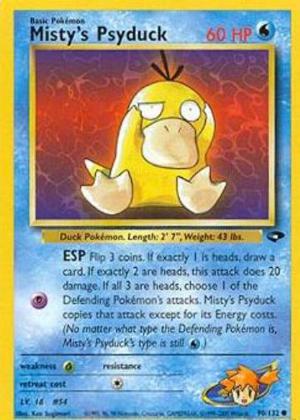 Basic Pokémon
Misty's Psyduck 60 HP
Duck Pokémon. Length: 2' 7", Weight: 43 lbs.
ESP Flip 3 coins. If exactly 1 is heads, draw a
card. If exactly 2 are heads, this attack does 20
damage. If all 3 are heads, choose 1 of the
Defending Pokémon's attacks. Misty's Psyduck
copies that attack except for its Energy costs.
(No matter what type the Defending Pokémon is,
Misty's Psyduck's type is still .)
weakness resistance
retreat cost
LV. 16 #54
Illus. Ken Sugimori
90/132